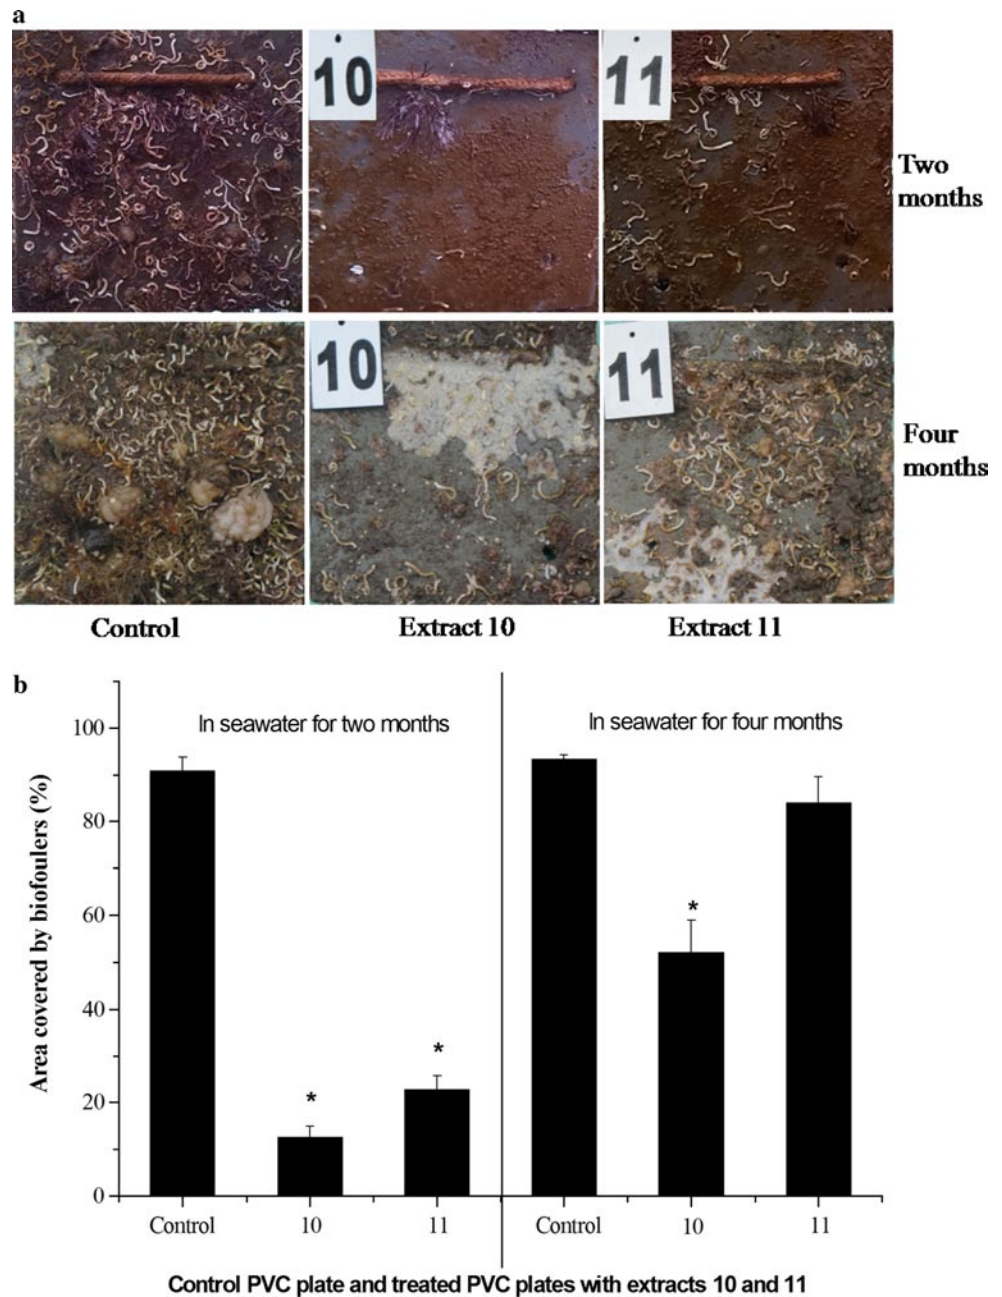 a
10
11
Two
months
10
11
Four
months
Control
Extract 10
Extract 11
b
Area covered by biofoulers (%)
In seawater for two months
In seawater for four months
100
80
60
40
20
0
*
*
*
Control
10
11
Control
10
11
Control PVC plate and treated PVC plates with extracts 10 and 11